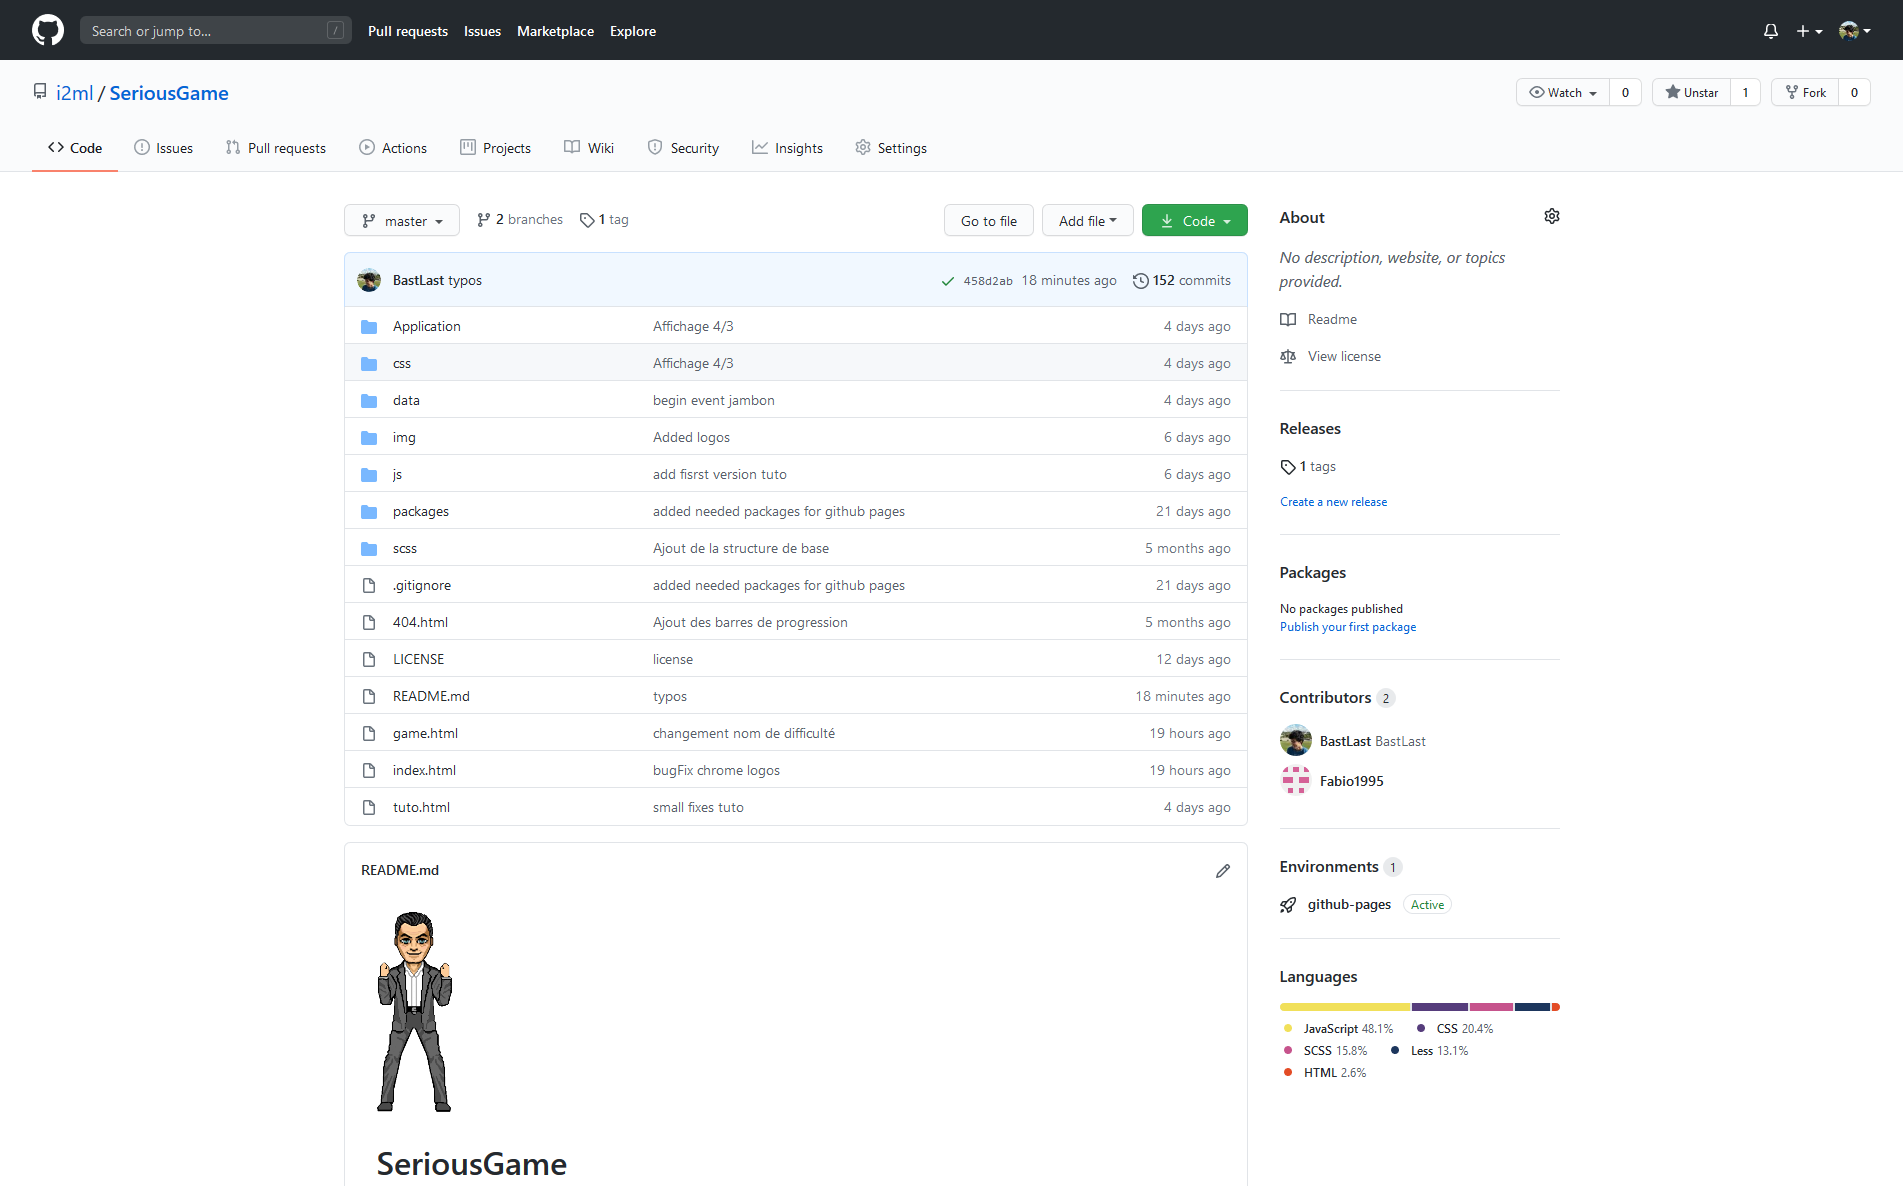 Search or jump to... /
Pull requests Issues Marketplace Explore
i2ml / SeriousGame
Watch 0 Unstar 1 Fork 0
Code Issues Pull requests Actions Projects Wiki Security Insights Settings
master 2 branches 1 tag Go to file Add file Code
BastLast typos 458d2ab 18 minutes ago 152 commits
Application Affichage 4/3 4 days ago
css Affichage 4/3 4 days ago
data begin event jambon 4 days ago
img Added logos 6 days ago
js add fisrst version tuto 6 days ago
packages added needed packages for github pages 21 days ago
scss Ajout de la structure de base 5 months ago
.gitignore added needed packages for github pages 21 days ago
404.html Ajout des barres de progression 5 months ago
LICENSE license 12 days ago
README.md typos 18 minutes ago
game.html changement nom de difficulté 19 hours ago
index.html bugFix chrome logos 19 hours ago
tuto.html small fixes tuto 4 days ago
README.md
SeriousGame
About
No description, website, or topics
provided.
Readme
View license
Releases
1 tags
Create a new release
Packages
No packages published
Publish your first package
Contributors 2
BastLast BastLast
Fabio1995
Environments 1
github-pages Active
Languages
JavaScript 48.1% CSS 20.4%
SCSS 15.8% Less 13.1%
HTML 2.6%